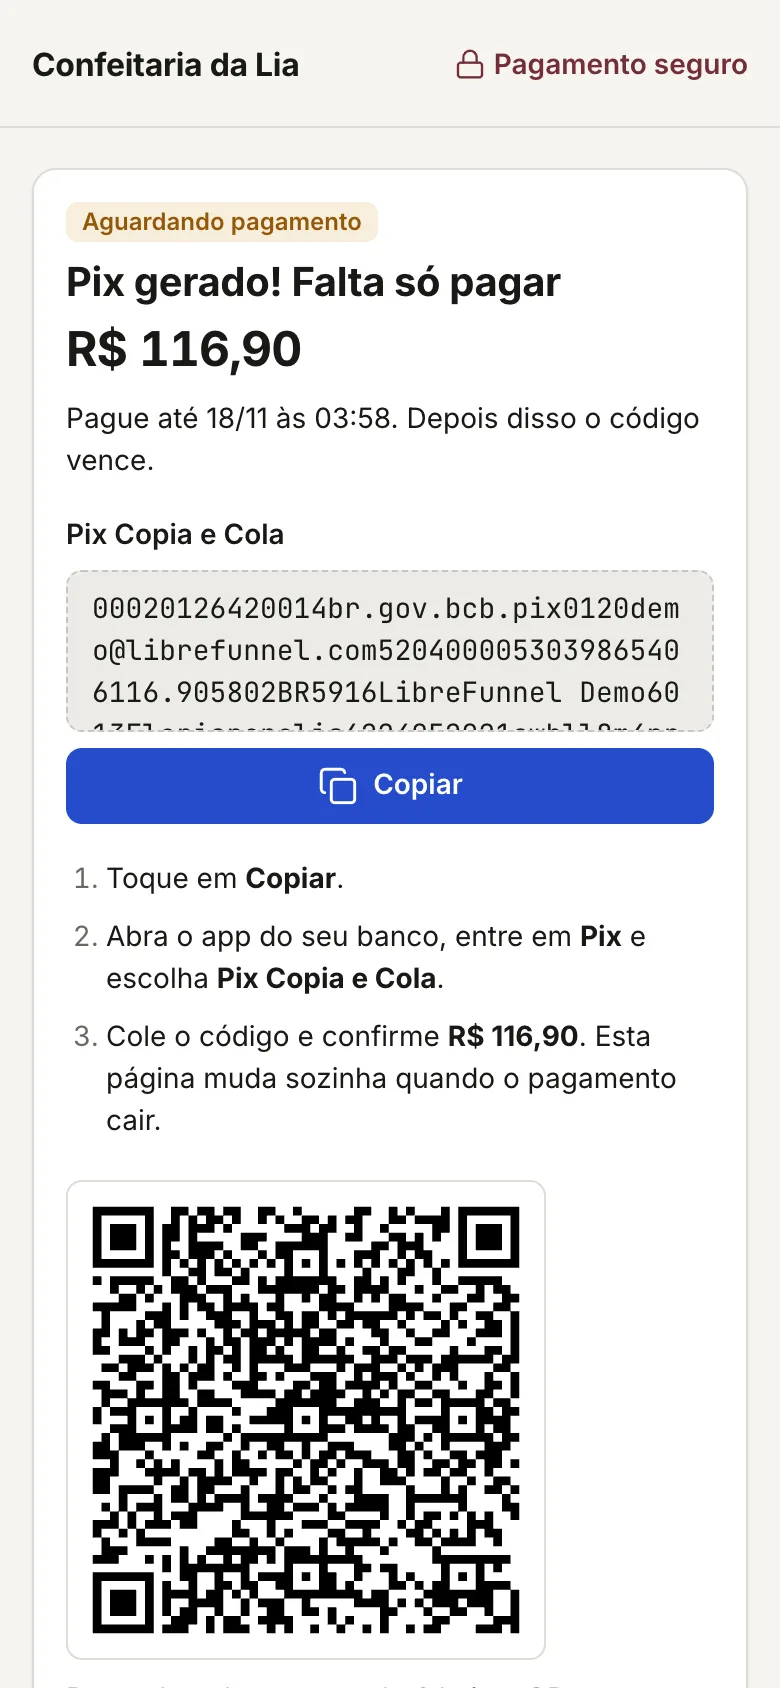 Confeitaria da Lia
Pagamento seguro
Aguardando pagamento
Pix gerado! Falta só pagar
R$ 116,90
Pague até 18/11 às 03:58. Depois disso o código
vence.
Pix Copia e Cola
00020126420014br.gov.bcb.pix0120dem
o@librefunnel.com520400005303986540
6116.905802BR5916LibreFunnel Demo60
Copiar
1. Toque em Copiar.
2. Abra o app do seu banco, entre em Pix e
escolha Pix Copia e Cola.
3. Cole o código e confirme R$ 116,90. Esta
página muda sozinha quando o pagamento
cair.